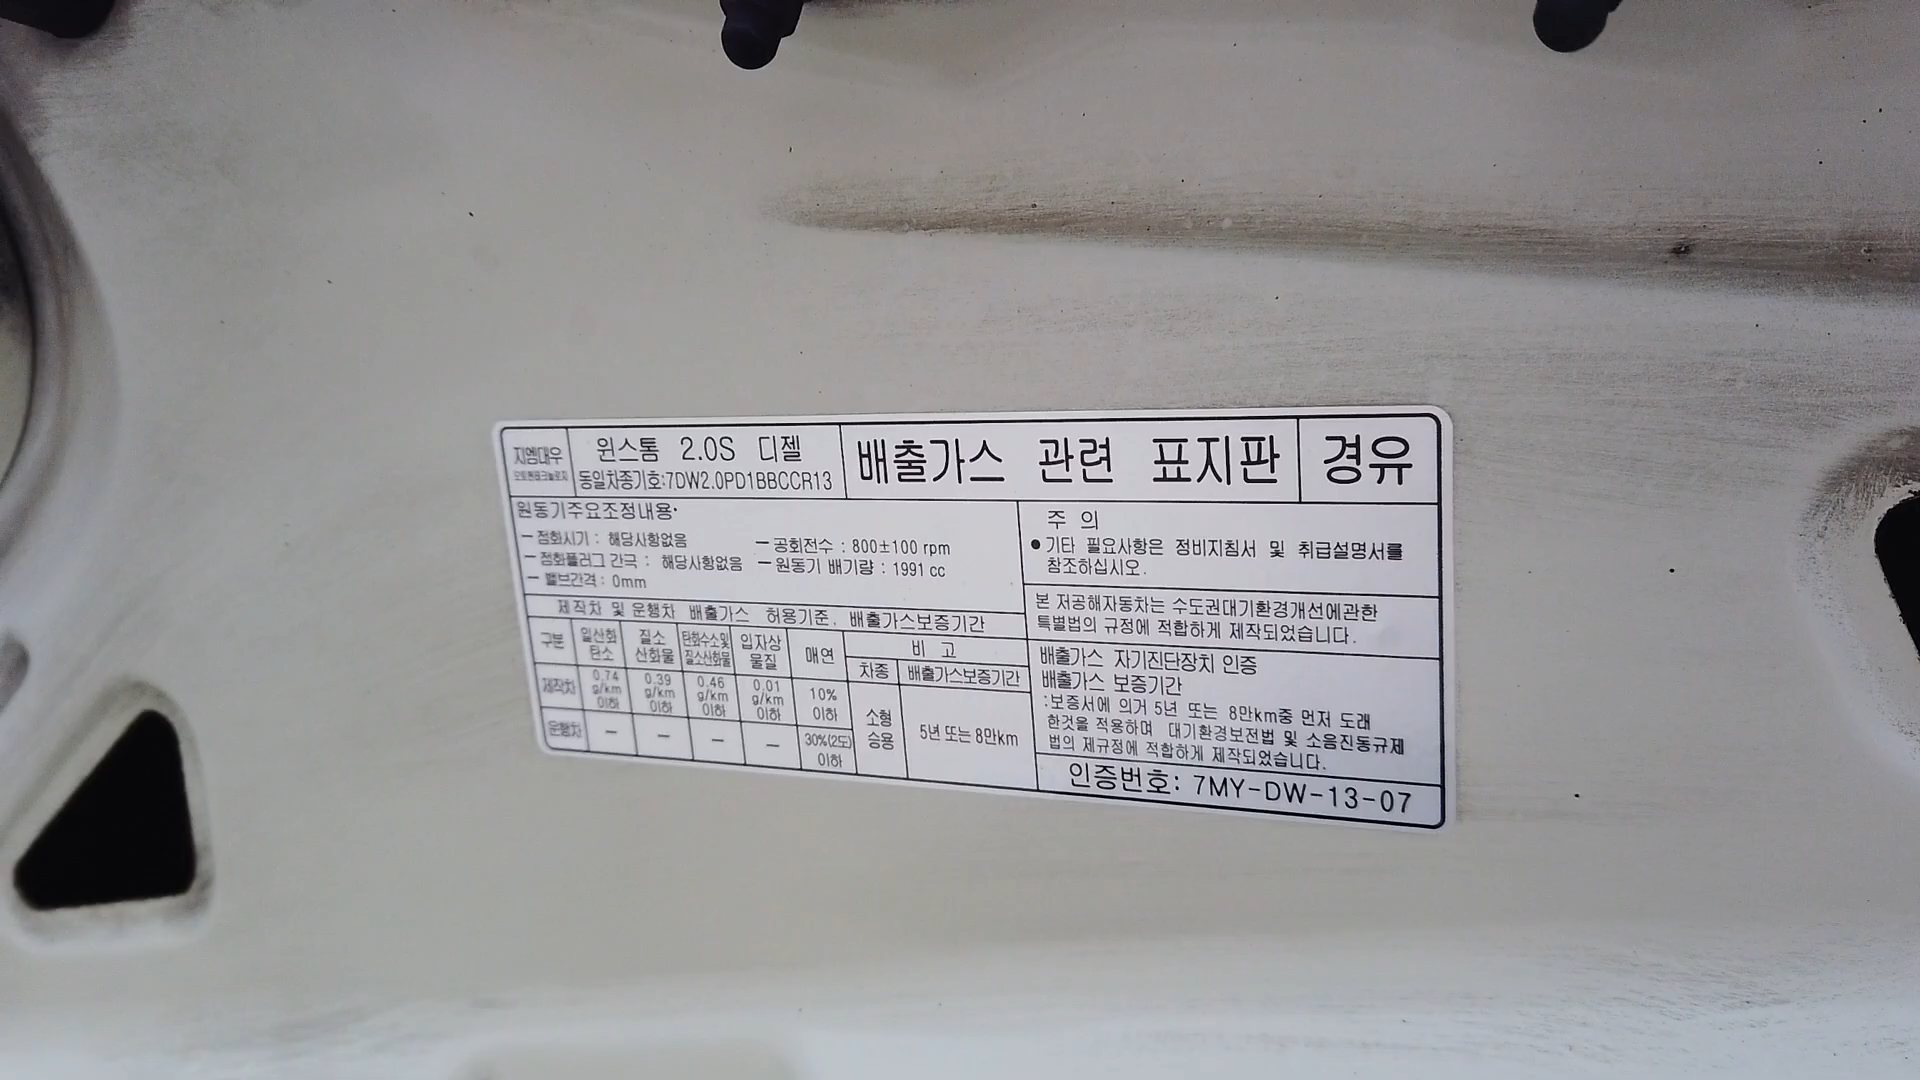 지엠대우
오토앤테크놀로지
윈스톰 2.0S 디젤
동일차종기호:7DW2.0PD1BBCCR13
배출가스 관련 표지판
경유
원동기주요조정내용·
- 점화시기 : 해당사항없음
- 점화플러그 간극 : 해당사항없음
- 밸브간격 : 0mm
- 공회전수 : 800±100 rpm
- 원동기 배기량 : 1991 cc
제작차 및 운행차 배출가스 허용기준, 배출가스보증기간
구분 일산화탄소 질소산화물 탄화수소및질소산화물 입자상물질 매연 비 고
차종 배출가스보증기간
제작차 0.74 g/km 이하 0.39 g/km 이하 0.46 g/km 이하 0.01 g/km 이하 10% 이하
운행차 - - - - 30%(2도) 이하
소형 승용 5년 또는 8만km
주 의
● 기타 필요사항은 정비지침서 및 취급설명서를
참조하십시오.
본 저공해자동차는 수도권대기환경개선에관한
특별법의 규정에 적합하게 제작되었습니다.
배출가스 자기진단장치 인증
배출가스 보증기간
:보증서에 의거 5년 또는 8만km중 먼저 도래
한것을 적용하며 대기환경보전법 및 소음진동규제
법의 제규정에 적합하게 제작되었습니다.
인증번호: 7MY-DW-13-07